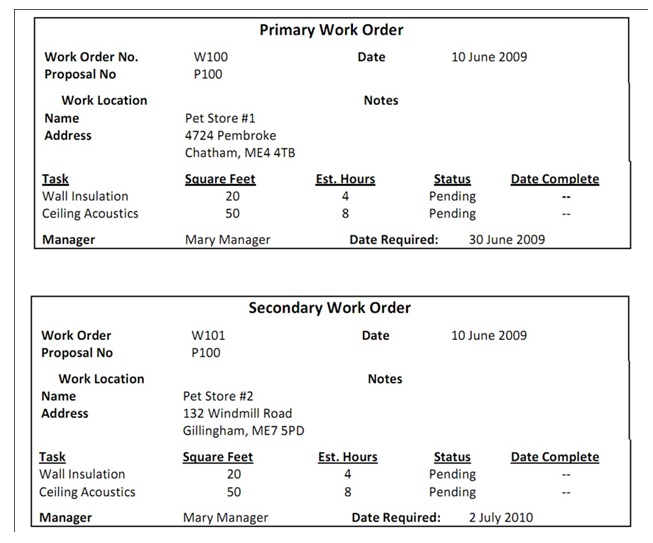 Primary Work Order
Work Order No. W100 Date 10 June 2009
Proposal No P100
Work Location Notes
Name Pet Store #1
Address 4724 Pembroke
Chatham, ME4 4TB
Task Square Feet Est. Hours Status Date Complete
Wall Insulation 20 4 Pending --
Ceiling Acoustics 50 8 Pending --
Manager Mary Manager Date Required: 30 June 2009
Secondary Work Order
Work Order W101 Date 10 June 2009
Proposal No P100
Work Location Notes
Name Pet Store #2
Address 132 Windmill Road
Gillingham, ME7 5PD
Task Square Feet Est. Hours Status Date Complete
Wall Insulation 20 4 Pending --
Ceiling Acoustics 50 8 Pending --
Manager Mary Manager Date Required: 2 July 2010